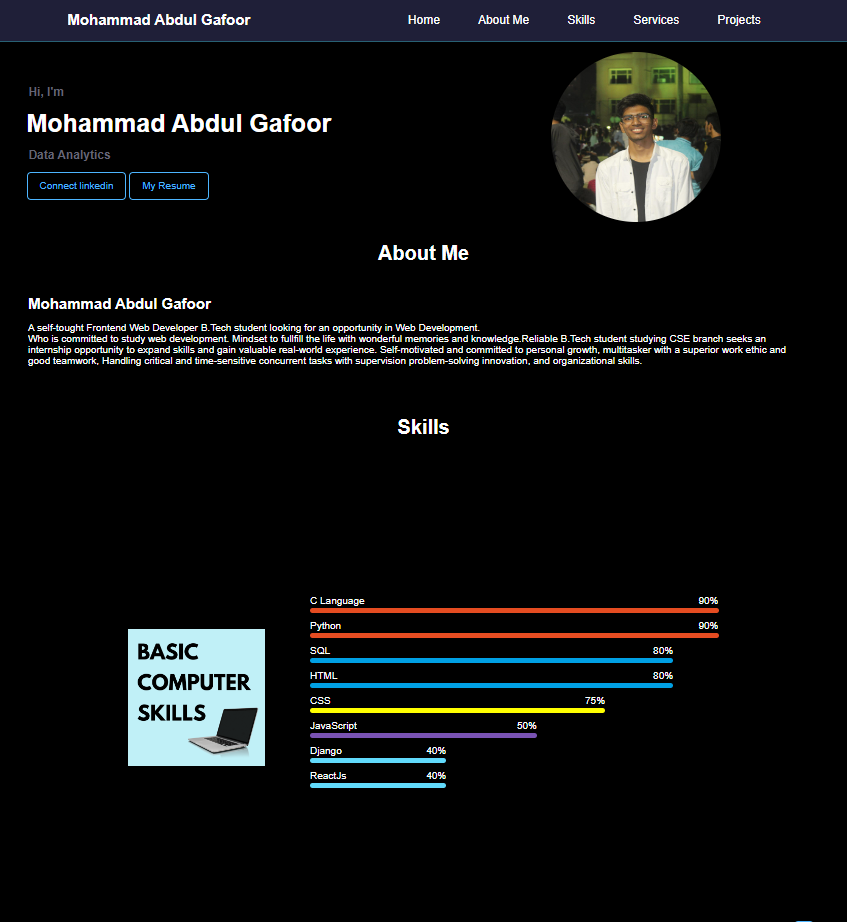 Mohammad Abdul Gafoor Home About Me Skills Services Projects
Hi, I'm
Mohammad Abdul Gafoor
Data Analytics
Connect linkedin My Resume
About Me
Mohammad Abdul Gafoor
A self-tought Frontend Web Developer B.Tech student looking for an opportunity in Web Development.
Who is committed to study web development. Mindset to fullfill the life with wonderful memories and knowledge.Reliable B.Tech student studying CSE branch seeks an
internship opportunity to expand skills and gain valuable real-world experience. Self-motivated and committed to personal growth, multitasker with a superior work ethic and
good teamwork, Handling critical and time-sensitive concurrent tasks with supervision problem-solving innovation, and organizational skills.
Skills
BASIC
COMPUTER
SKILLS
C Language 90%
Python 90%
SQL 80%
HTML 80%
CSS 75%
JavaScript 50%
Django 40%
ReactJs 40%